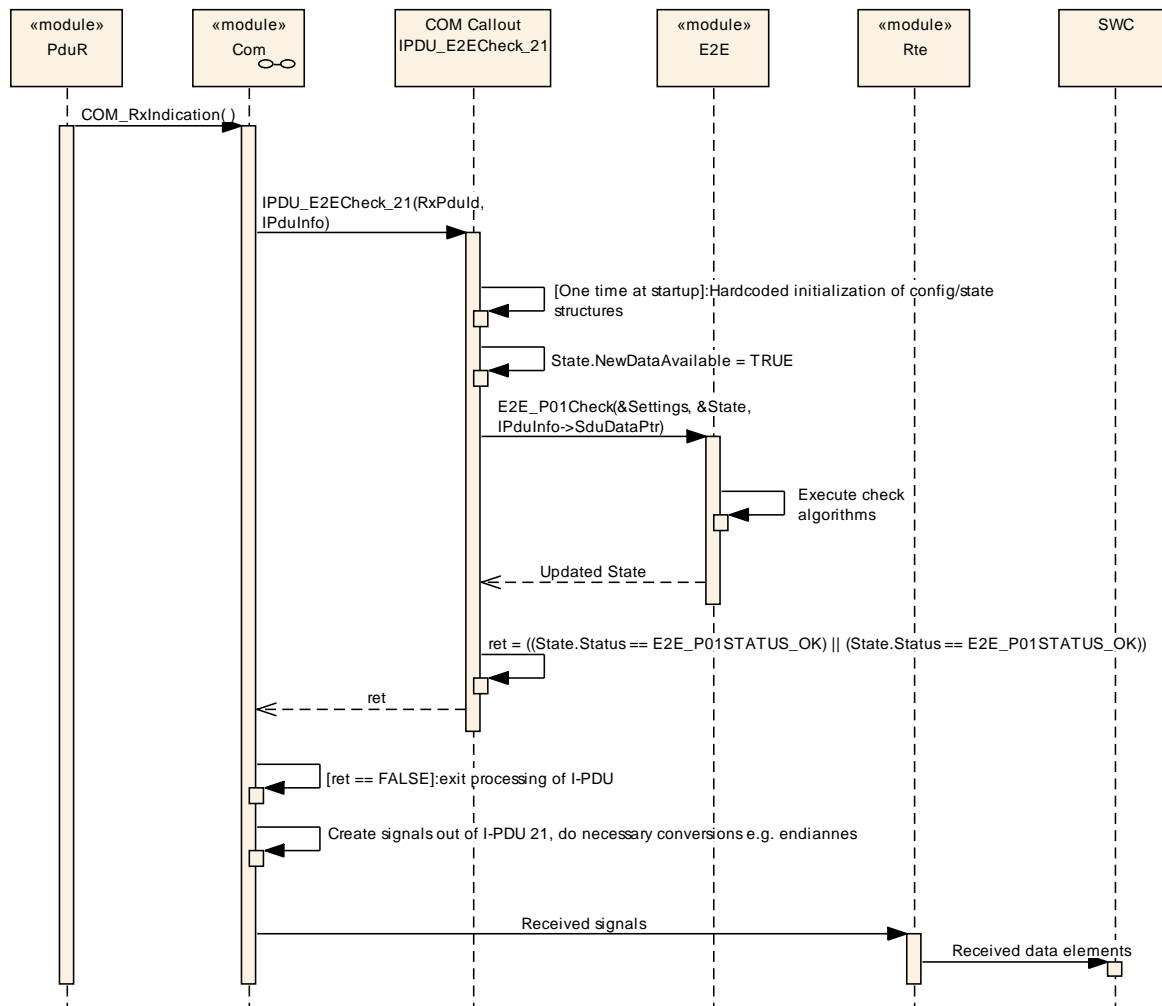 «module»
PduR
«module»
Com
COM Callout
IPDU_E2ECheck_21
«module»
E2E
«module»
Rte
SWC
COM_RxIndication( )
IPDU_E2ECheck_21(RxPduId,
IPduInfo)
[One time at startup]:Hardcoded initialization of config/state
structures
State.NewDataAvailable = TRUE
E2E_P01Check(&Settings, &State,
IPduInfo->SduDataPtr)
Execute check
algorithms
Updated State
ret = ((State.Status == E2E_P01STATUS_OK) || (State.Status == E2E_P01STATUS_OK))
ret
[ret == FALSE]:exit processing of I-PDU
Create signals out of I-PDU 21, do necessary conversions e.g. endiannes
Received signals
Received data elements